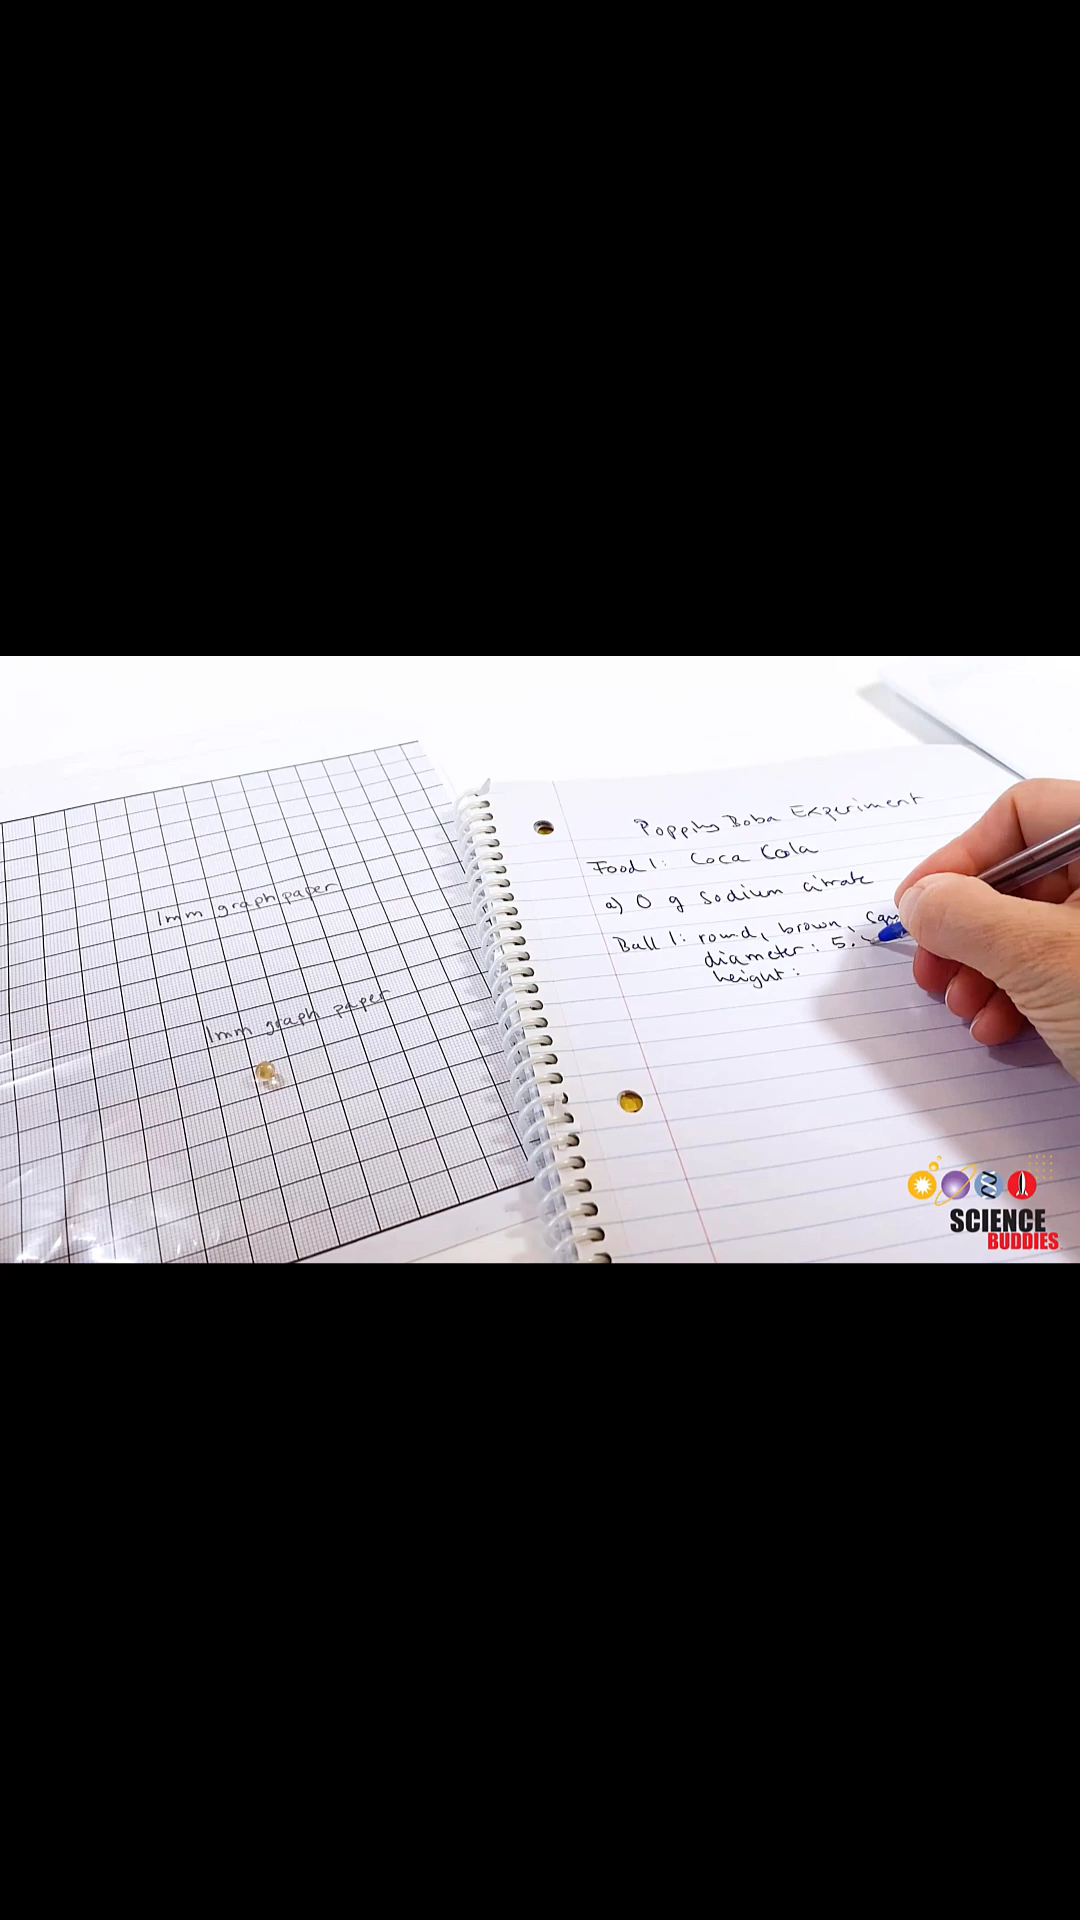 1mm graph paper
1mm graph paper
Popping Boba Experiment
Food 1: Coca Cola
a) 0 g sodium citrate
Ball 1: round, brown,
diameter: 5.
height:
SCIENCE
BUDDIES